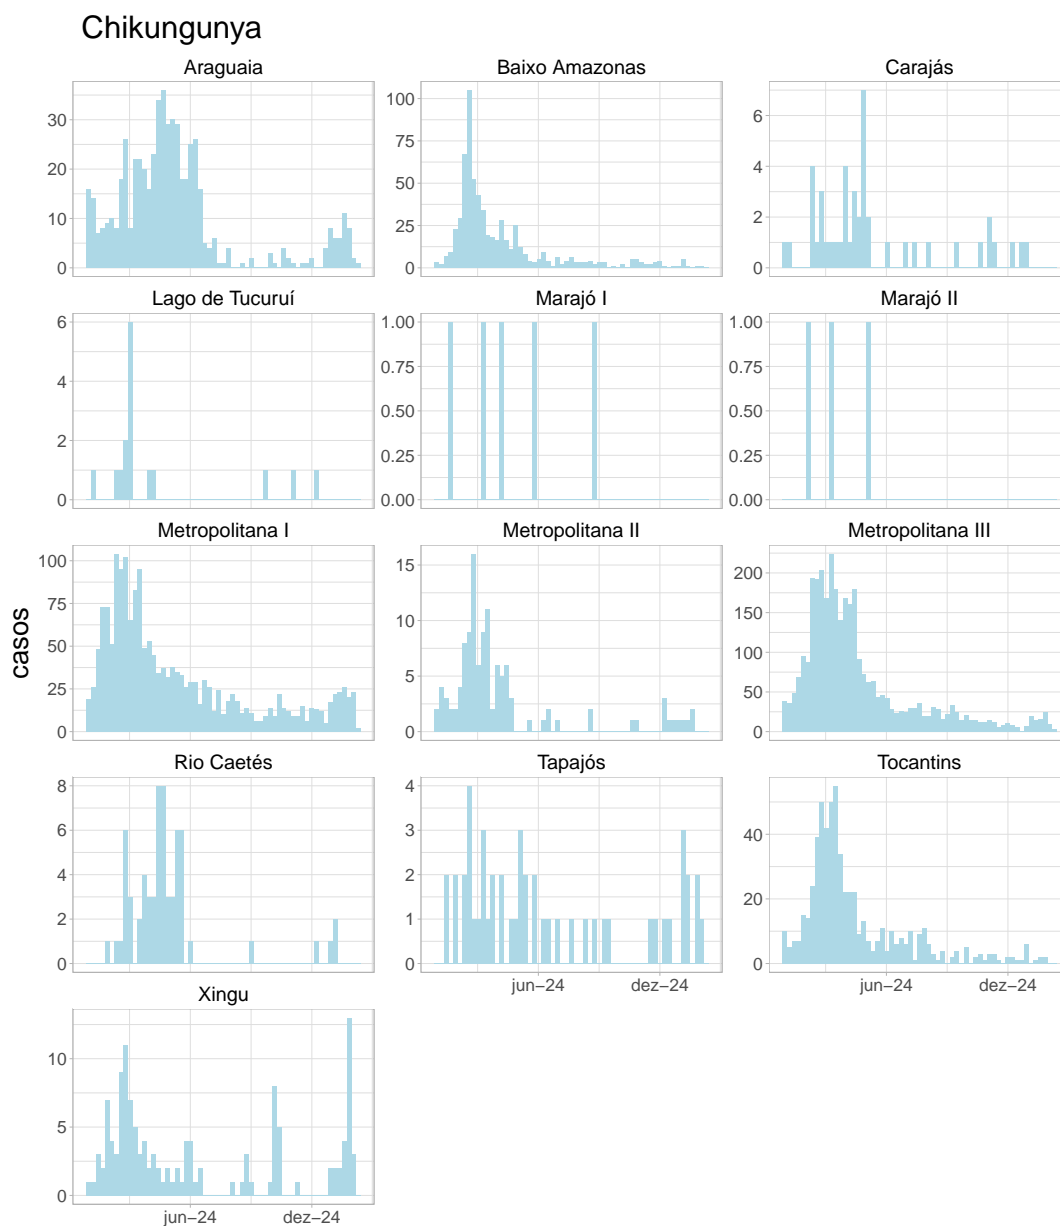 Chikungunya
Araguaia
Baixo Amazonas
Carajás
30
20
10
0
100
75
50
25
0
6
4
2
0
Lago de Tucuruí
Marajó I
Marajó II
6
4
2
0
1.00
0.75
0.50
0.25
0.00
1.00
0.75
0.50
0.25
0.00
Metropolitana I
Metropolitana II
Metropolitana III
casos
100
75
50
25
0
15
10
5
0
200
150
100
50
0
Rio Caetés
Tapajós
Tocantins
8
6
4
2
0
4
3
2
1
0
40
20
0
jun−24
dez−24
jun−24
dez−24
Xingu
10
5
0
jun−24
dez−24